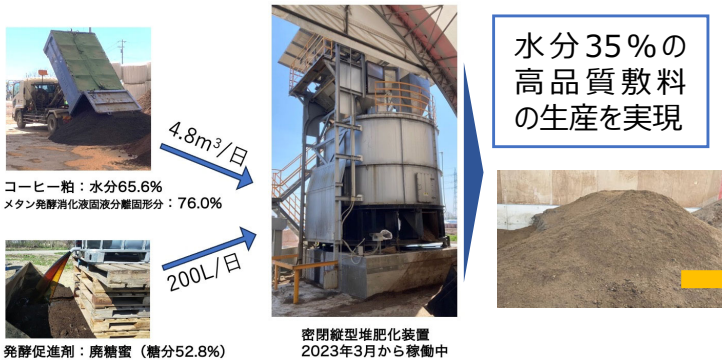 水分35%の
高品質敷料
の生産を実現
4.8m³/日
コーヒー粕：水分65.6%
メタン発酵消化液固液分離固形分：76.0%
200L/日
発酵促進剤：廃糖蜜（糖分52.8%）
密閉縦型堆肥化装置
2023年3月から稼働中